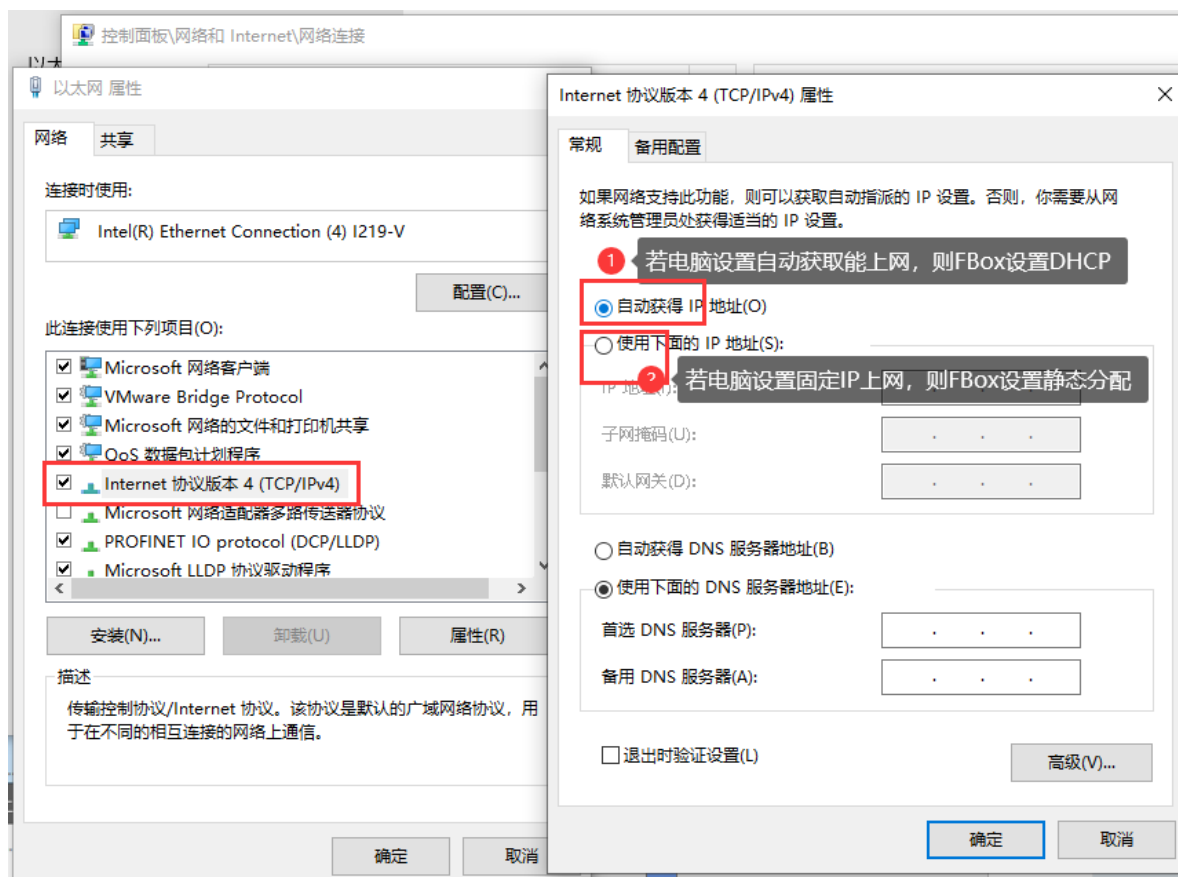 控制面板\网络和 Internet\网络连接
以太
以太网 属性
网络
共享
连接时使用:
Intel(R) Ethernet Connection (4) I219-V
配置(C)...
此连接使用下列项目(O):
Microsoft 网络客户端
VMware Bridge Protocol
Microsoft 网络的文件和打印机共享
QoS 数据包计划程序
Internet 协议版本 4 (TCP/IPv4)
Microsoft 网络适配器多路传送器协议
PROFINET IO protocol (DCP/LLDP)
Microsoft LLDP 协议驱动程序
安装(N)...
卸载(U)
属性(R)
描述
传输控制协议/Internet 协议。该协议是默认的广域网络协议，用
于在不同的相互连接的网络上通信。
确定
取消
Internet 协议版本 4 (TCP/IPv4) 属性
常规
备用配置
如果网络支持此功能，则可以获取自动指派的 IP 设置。否则，你需要从网
络系统管理员处获得适当的 IP 设置。
1 若电脑设置自动获取能上网，则FBox设置DHCP
自动获得 IP 地址(O)
使用下面的 IP 地址(S):
2 若电脑设置固定IP上网，则FBox设置静态分配
IP 地址(I):
子网掩码(U):
默认网关(D):
自动获得 DNS 服务器地址(B)
使用下面的 DNS 服务器地址(E):
首选 DNS 服务器(P):
备用 DNS 服务器(A):
退出时验证设置(L)
高级(V)...
确定
取消